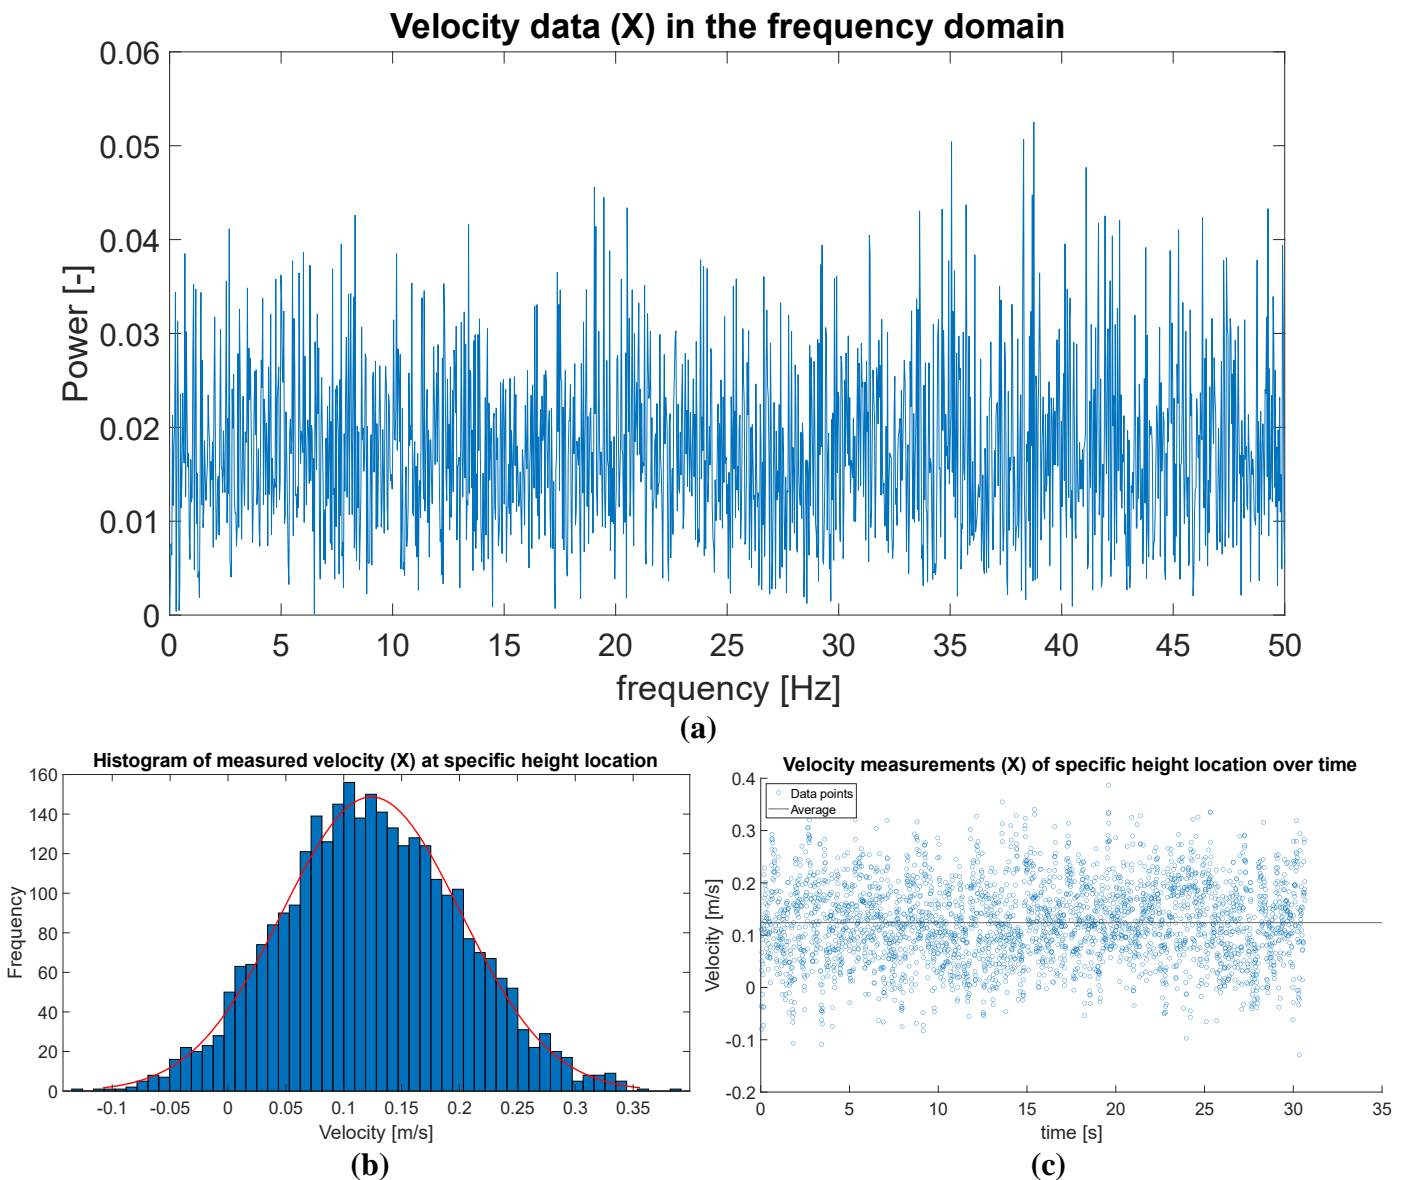 Velocity data (X) in the frequency domain
0.06
0.05
0.04
0.03
0.02
0.01
0
Power [-]
0 5 10 15 20 25 30 35 40 45 50
frequency [Hz]
(a)
Histogram of measured velocity (X) at specific height location
160
140
120
100
80
60
40
20
0
Frequency
-0.1 -0.05 0 0.05 0.1 0.15 0.2 0.25 0.3 0.35
Velocity [m/s]
(b)
Velocity measurements (X) of specific height location over time
Data points
Average
0.4
0.3
0.2
0.1
0
-0.1
-0.2
Velocity [m/s]
0 5 10 15 20 25 30 35
time [s]
(c)